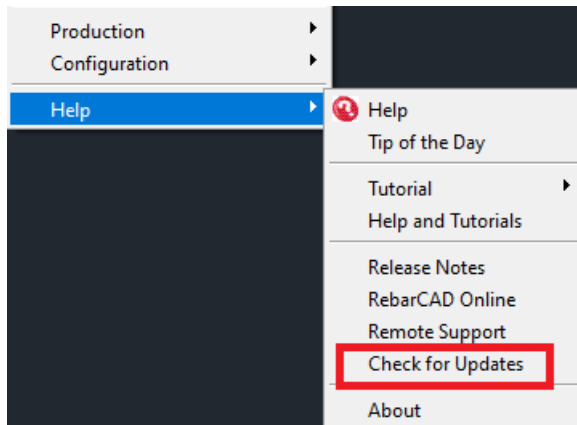 Production
Configuration
Help
Help
Tip of the Day
Tutorial
Help and Tutorials
Release Notes
RebarCAD Online
Remote Support
Check for Updates
About